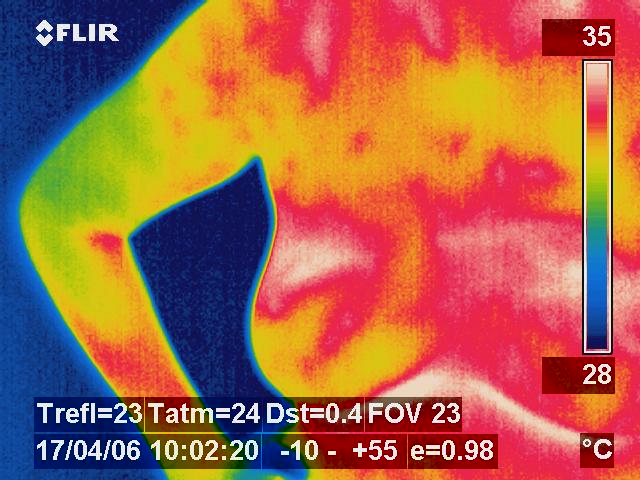 FLIR
35
28
Trefl=23 Tatm=24 Dst=0.4 FOV 23
17/04/06 10:02:20 -10 - +55 e=0.98 °C